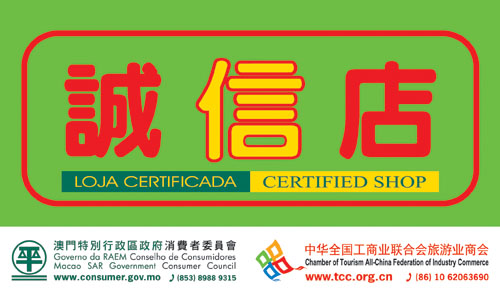 誠信店
LOJA CERTIFICADA CERTIFIED SHOP
澳門特別行政區政府消費者委員會
Governo da RAEM Conselho de Consumidores
Macao SAR Government Consumer Council
www.consumer.gov.mo (853) 8988 9315
中华全国工商业联合会旅游业商会
Chamber of Tourism All-China Federation of Industry Commerce
www.tcc.org.cn (86) 10 62063690